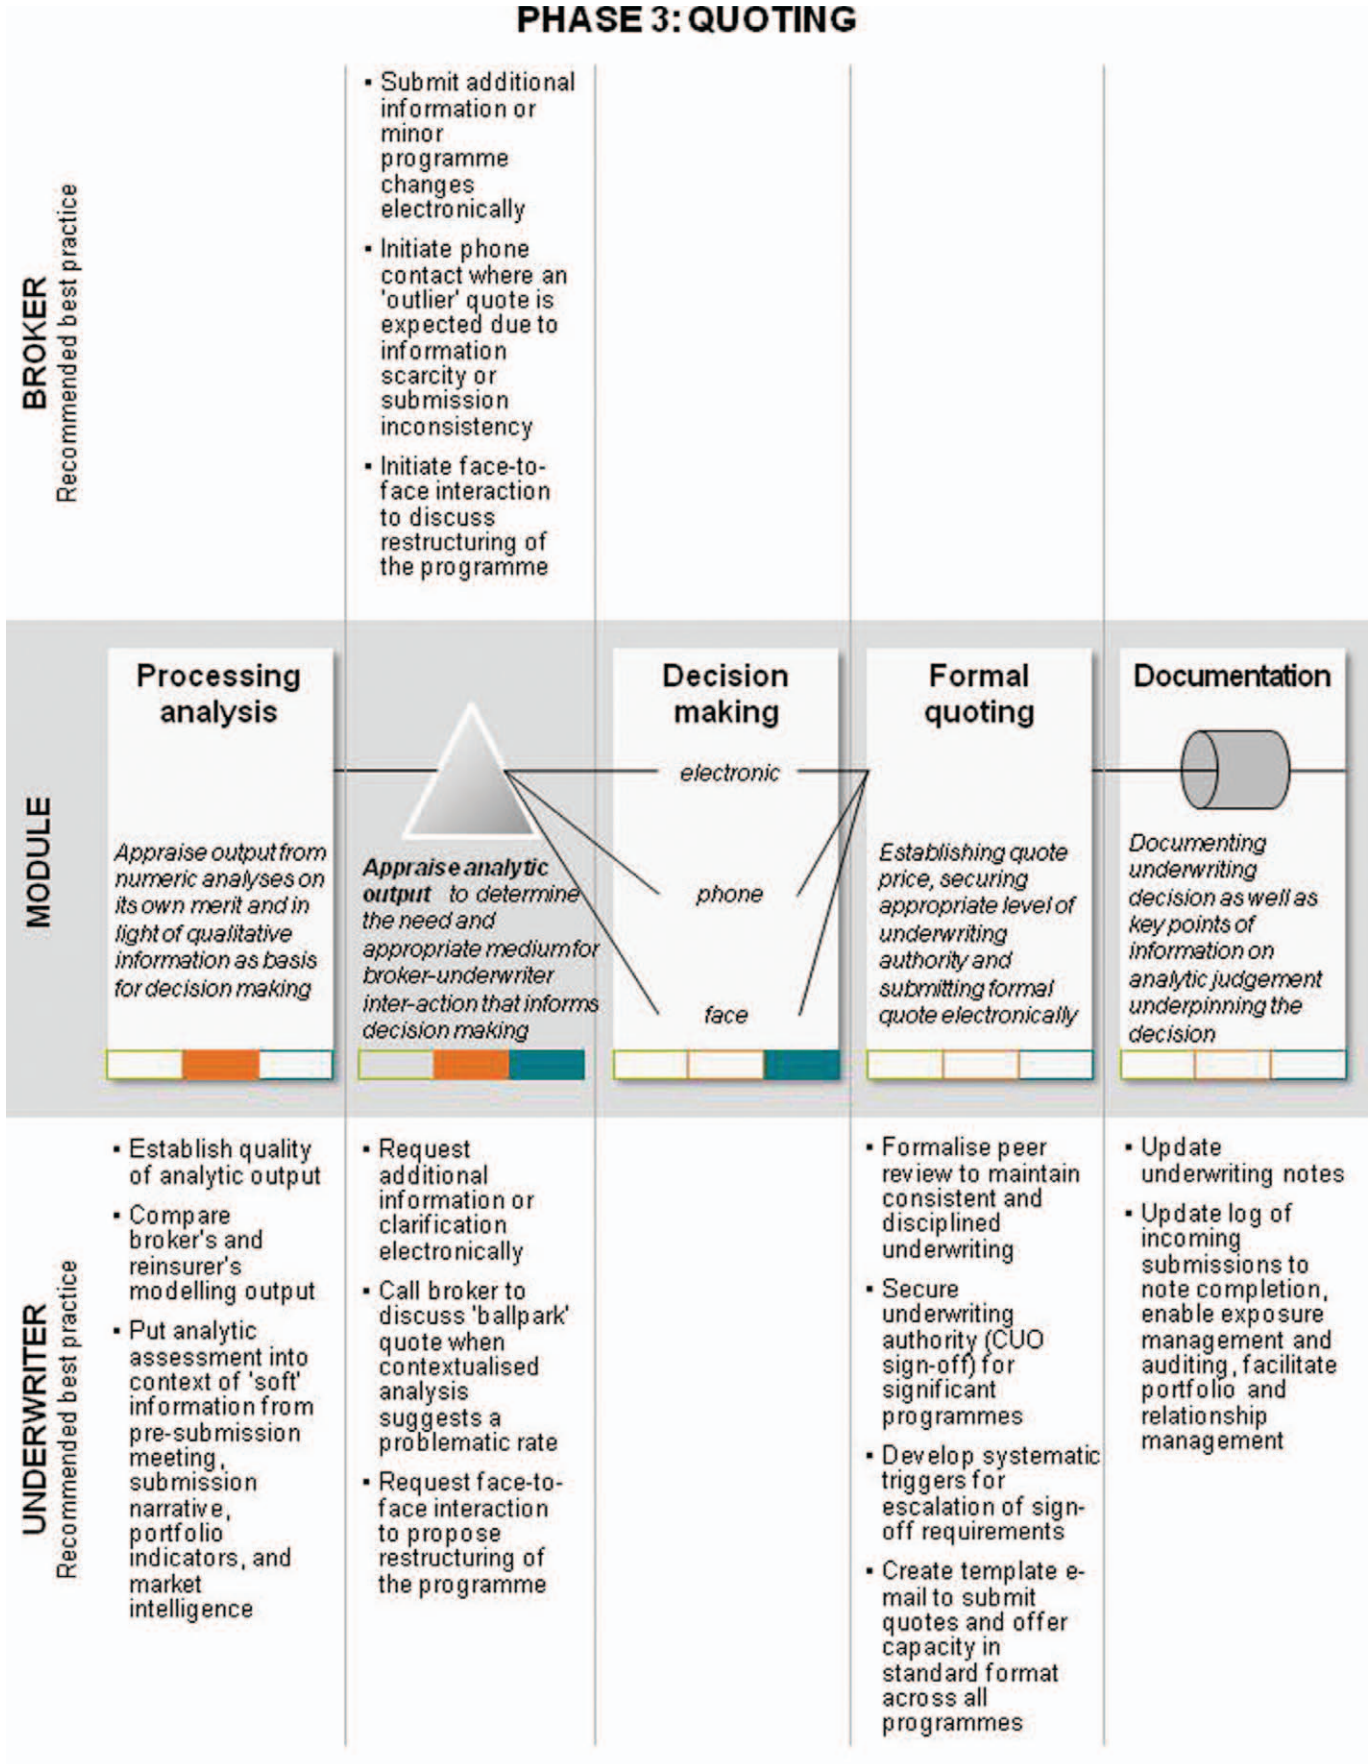 PHASE 3: QUOTING
BROKER
Recommended best practice
▪ Submit additional
information or
minor
programme
changes
electronically
▪ Initiate phone
contact where an
'outlier' quote is
expected due to
information
scarcity or
submission
inconsistency
▪ Initiate face-to-
face interaction
to discuss
restructuring of
the programme
MODULE
Processing
analysis
Appraise output from
numeric analyses on
its own merit and in
light of qualitative
information as basis
for decision making
Appraise analytic
output to determine
the need and
appropriate medium for
broker-underwriter
inter-action that informs
decision making
Decision
making
electronic
phone
face
Formal
quoting
Establishing quote
price, securing
appropriate level of
underwriting
authority and
submitting formal
quote electronically
Documentation
Documenting
underwriting
decision as well as
key points of
information on
analytic judgement
underpinning the
decision
UNDERWRITER
Recommended best practice
▪ Establish quality
of analytic output
▪ Compare
broker's and
reinsurer's
modelling output
▪ Put analytic
assessment into
context of 'soft'
information from
pre-submission
meeting,
submission
narrative,
portfolio
indicators, and
market
intelligence
▪ Request
additional
information or
clarification
electronically
▪ Call broker to
discuss 'ballpark'
quote when
contextualised
analysis
suggests a
problematic rate
▪ Request face-to-
face interaction
to propose
restructuring of
the programme
▪ Formalise peer
review to maintain
consistent and
disciplined
underwriting
▪ Secure
underwriting
authority (CUO
sign-off) for
significant
programmes
▪ Develop systematic
triggers for
escalation of sign-
off requirements
▪ Create template e-
mail to submit
quotes and offer
capacity in
standard format
across all
programmes
▪ Update
underwriting notes
▪ Update log of
incoming
submissions to
note completion,
enable exposure
management and
auditing, facilitate
portfolio and
relationship
management